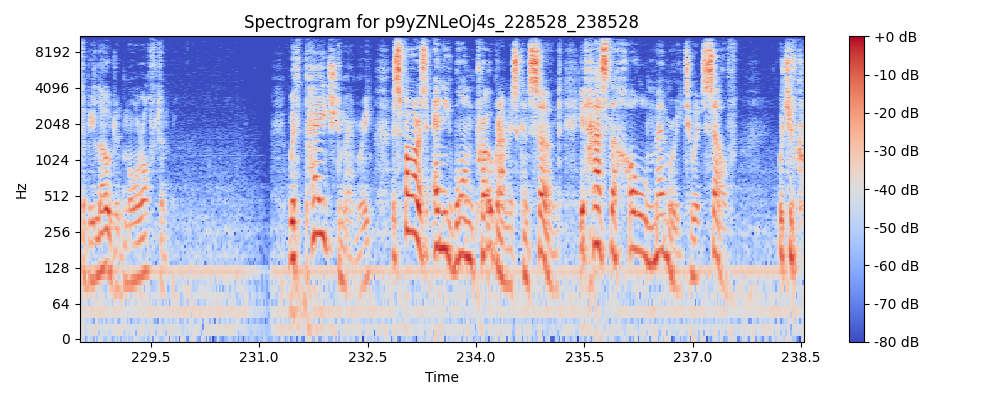 Spectrogram for p9yZNLeOj4s_228528_238528
8192
4096
2048
1024
512
256
128
64
0
Hz
229.5
231.0
232.5
234.0
235.5
237.0
238.5
Time
+0 dB
-10 dB
-20 dB
-30 dB
-40 dB
-50 dB
-60 dB
-70 dB
-80 dB